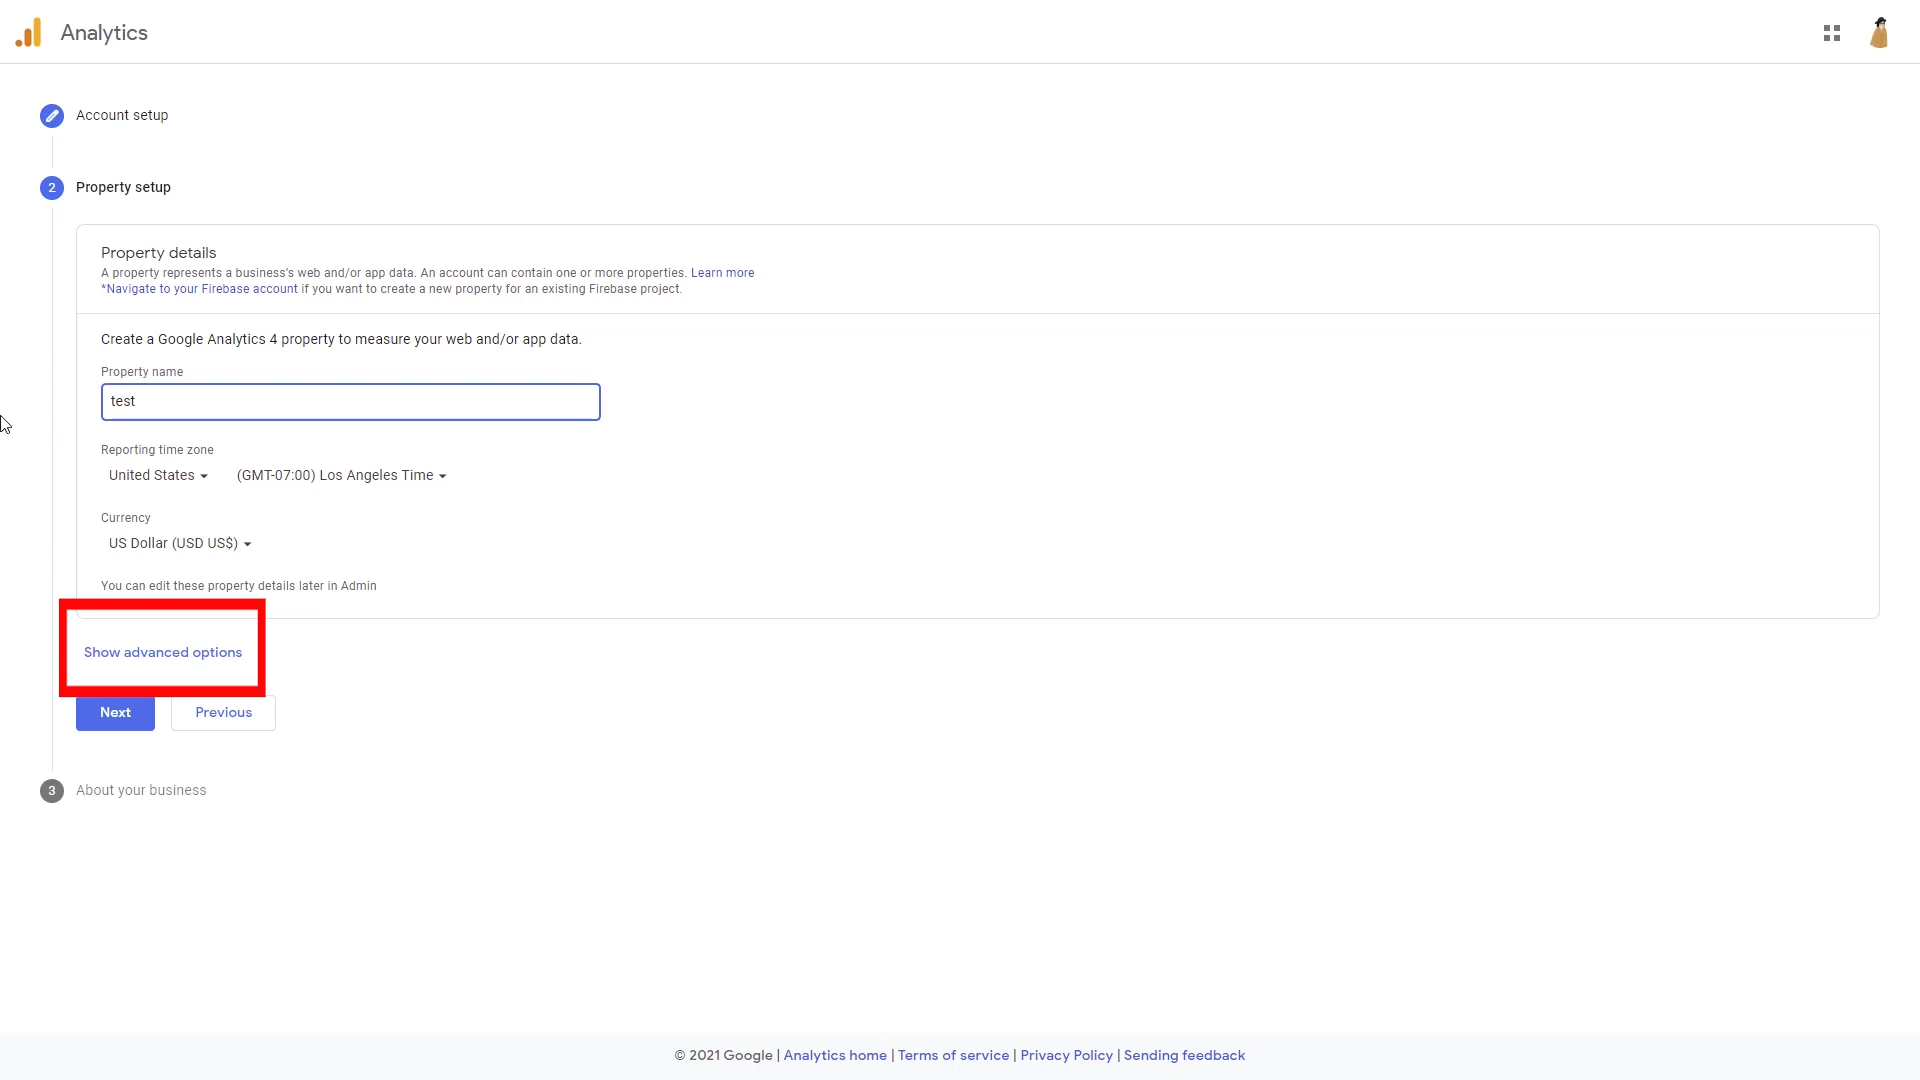 Analytics
Account setup
2 Property setup
Property details
A property represents a business's web and/or app data. An account can contain one or more properties. Learn more
*Navigate to your Firebase account if you want to create a new property for an existing Firebase project.
Create a Google Analytics 4 property to measure your web and/or app data.
Property name
test
Reporting time zone
United States (GMT-07:00) Los Angeles Time
Currency
US Dollar (USD US$)
You can edit these property details later in Admin
Show advanced options
Next Previous
3 About your business
© 2021 Google | Analytics home | Terms of service | Privacy Policy | Sending feedback